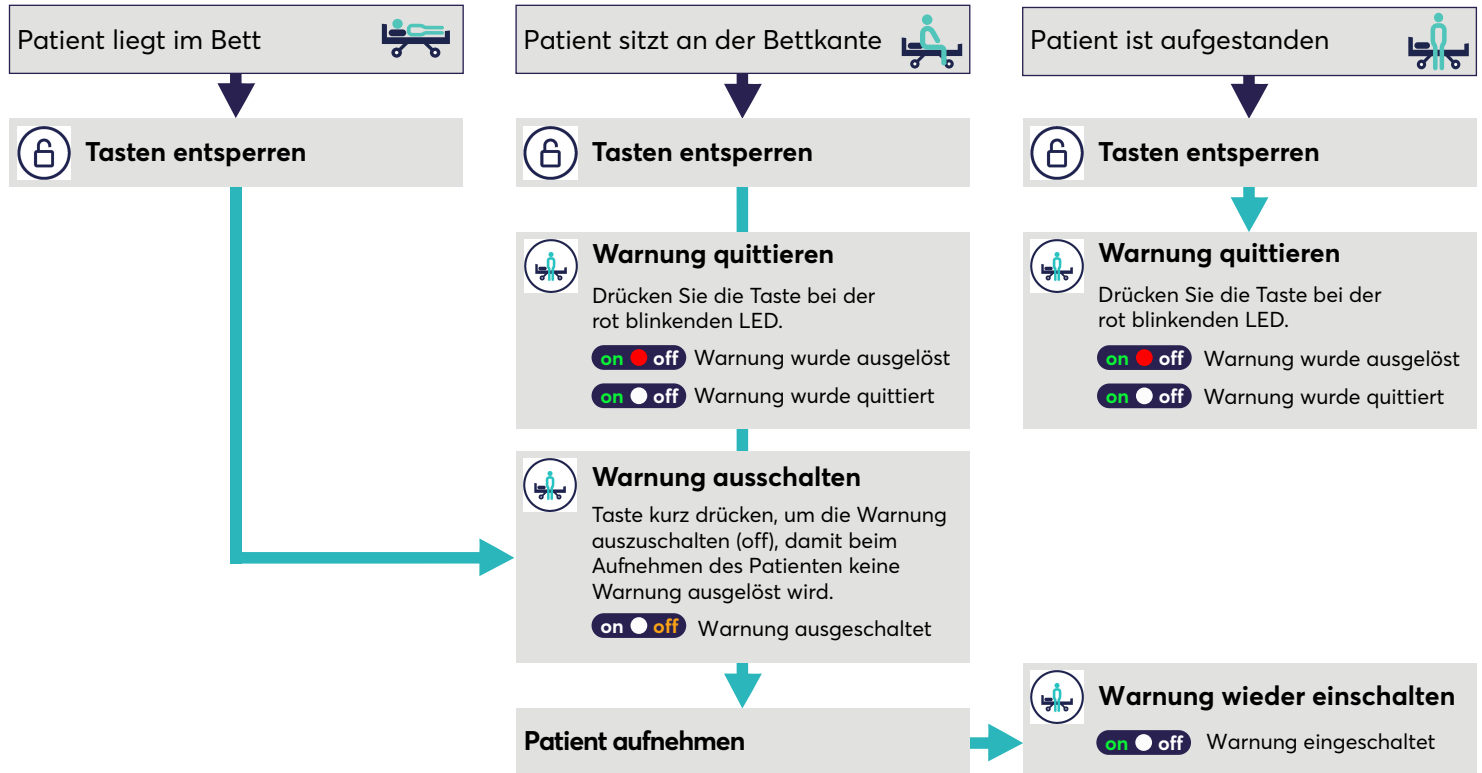 Patient liegt im Bett
Tasten entsperren
Patient sitzt an der Bettkante
Tasten entsperren
Warnung quittieren
Drücken Sie die Taste bei der
rot blinkenden LED.
on off Warnung wurde ausgelöst
on off Warnung wurde quittiert
Warnung ausschalten
Taste kurz drücken, um die Warnung
auszuschalten (off), damit beim
Aufnehmen des Patienten keine
Warnung ausgelöst wird.
on off Warnung ausgeschaltet
Patient aufnehmen
Patient ist aufgestanden
Tasten entsperren
Warnung quittieren
Drücken Sie die Taste bei der
rot blinkenden LED.
on off Warnung wurde ausgelöst
on off Warnung wurde quittiert
Warnung wieder einschalten
on off Warnung eingeschaltet